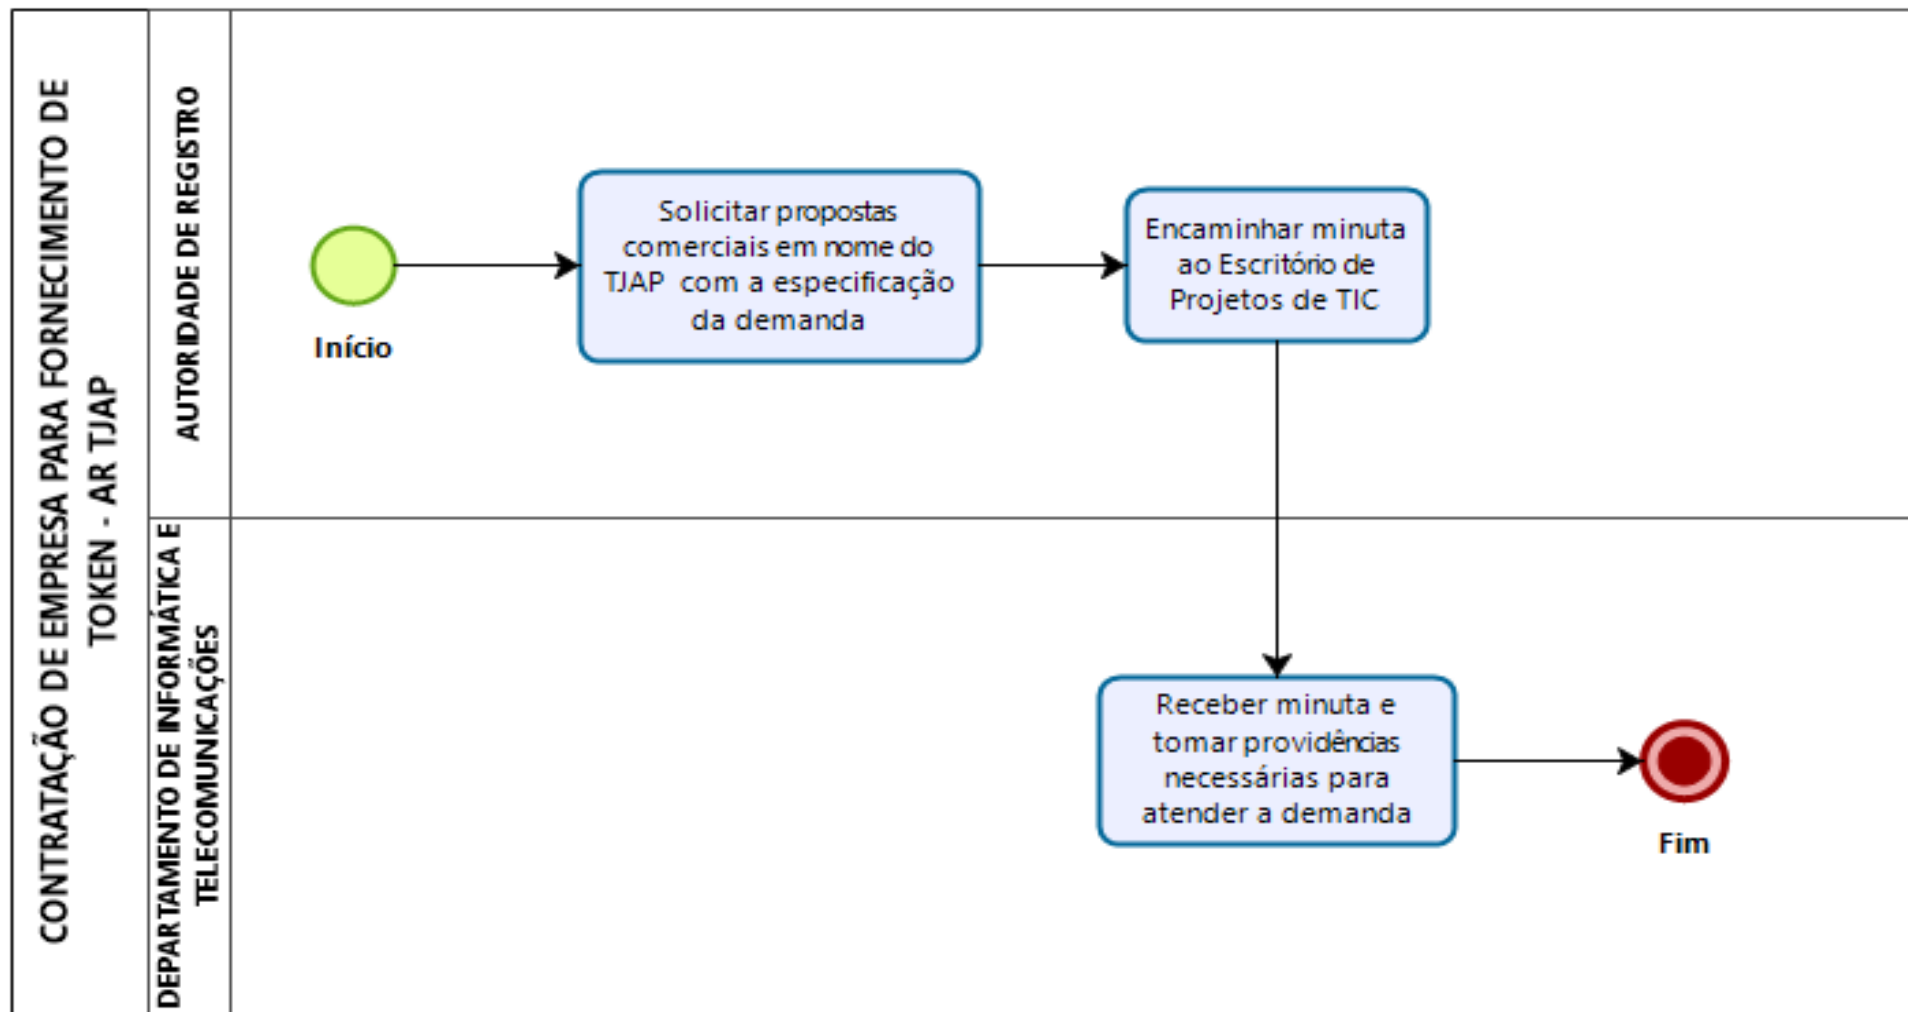 CONTRATAÇÃO DE EMPRESA PARA FORNECIMENTO DE
TOKEN - AR TJAP
AUTORIDADE DE REGISTRO
Início
Solicitar propostas
comerciais em nome do
TJAP com a especificação
da demanda
Encaminhar minuta
ao Escritório de
Projetos de TIC
DEPARTAMENTO DE INFORMÁTICA E
TELECOMUNICAÇÕES
Receber minuta e
tomar providências
necessárias para
atender a demanda
Fim